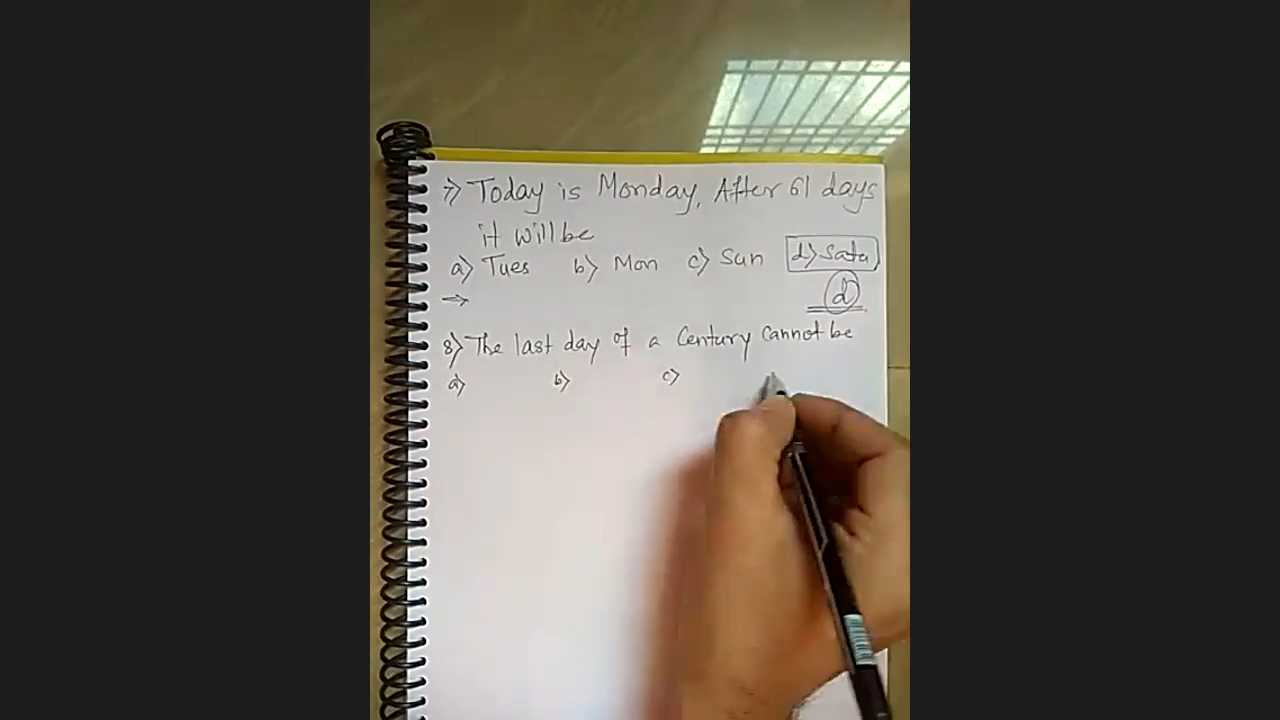 7) Today is Monday, After 61 days
it will be
a) Tues b) Mon c) Sun d) Satu
→ d
8) The last day of a Century Cannot be
a) b) c)